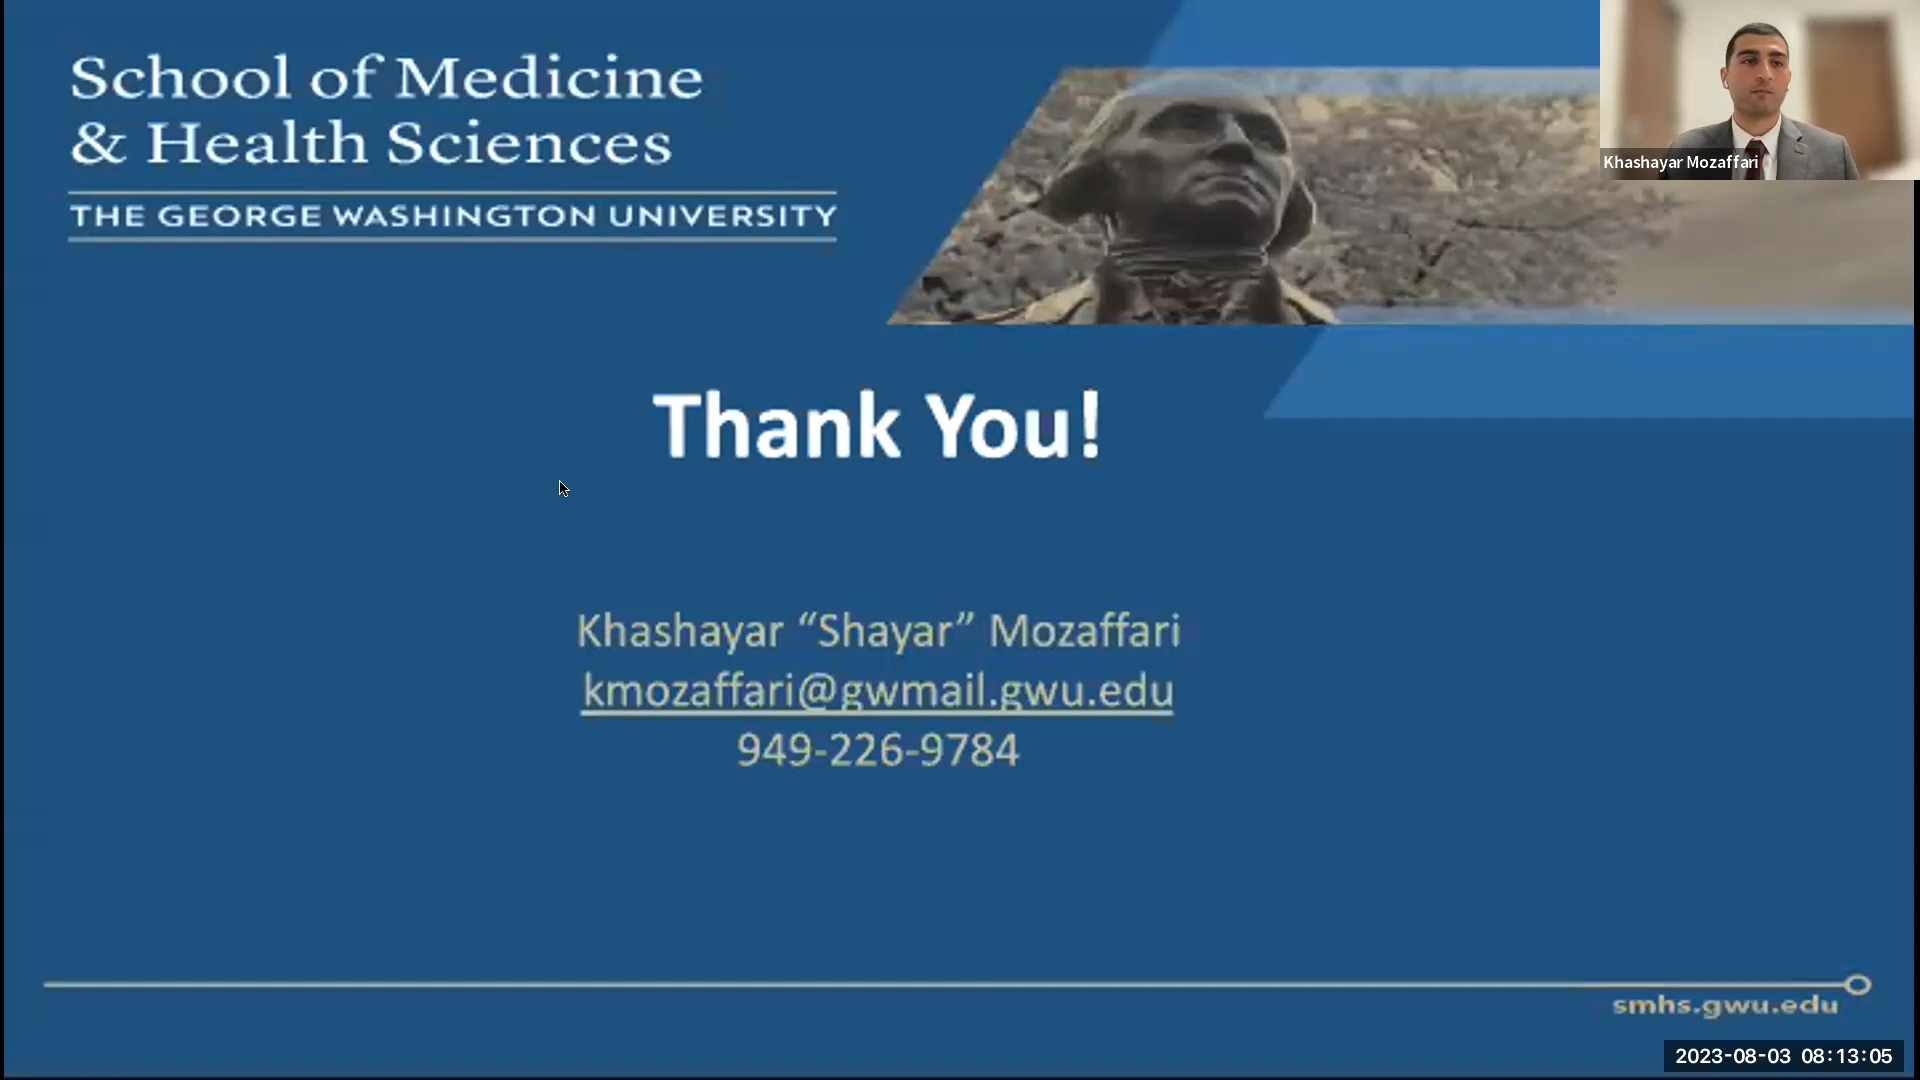 School of Medicine
& Health Sciences
THE GEORGE WASHINGTON UNIVERSITY
Khashayar Mozaffari
Thank You!
Khashayar “Shayar” Mozaffari
kmozaffari@gwmail.gwu.edu
949-226-9784
smhs.gwu.edu
2023-08-03 08:13:05